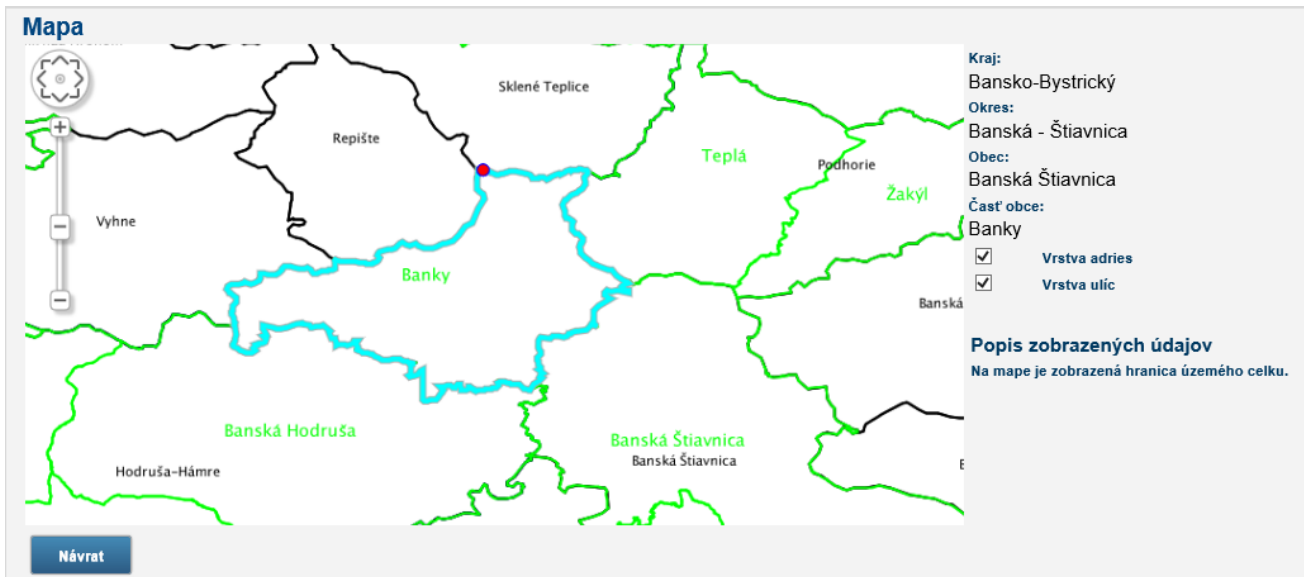 Mapa
Sklené Teplice
Repište
Teplá
Podhorie
Žakýl
Vyhne
Banky
Banská
Banská Hodruša
Banská Štiavnica
Banská Štiavnica
Hodruša-Hámre
Návrat
Kraj:
Bansko-Bystrický
Okres:
Banská - Štiavnica
Obec:
Banská Štiavnica
Časť obce:
Banky
Vrstva adries
Vrstva ulíc
Popis zobrazených údajov
Na mape je zobrazená hranica územého celku.